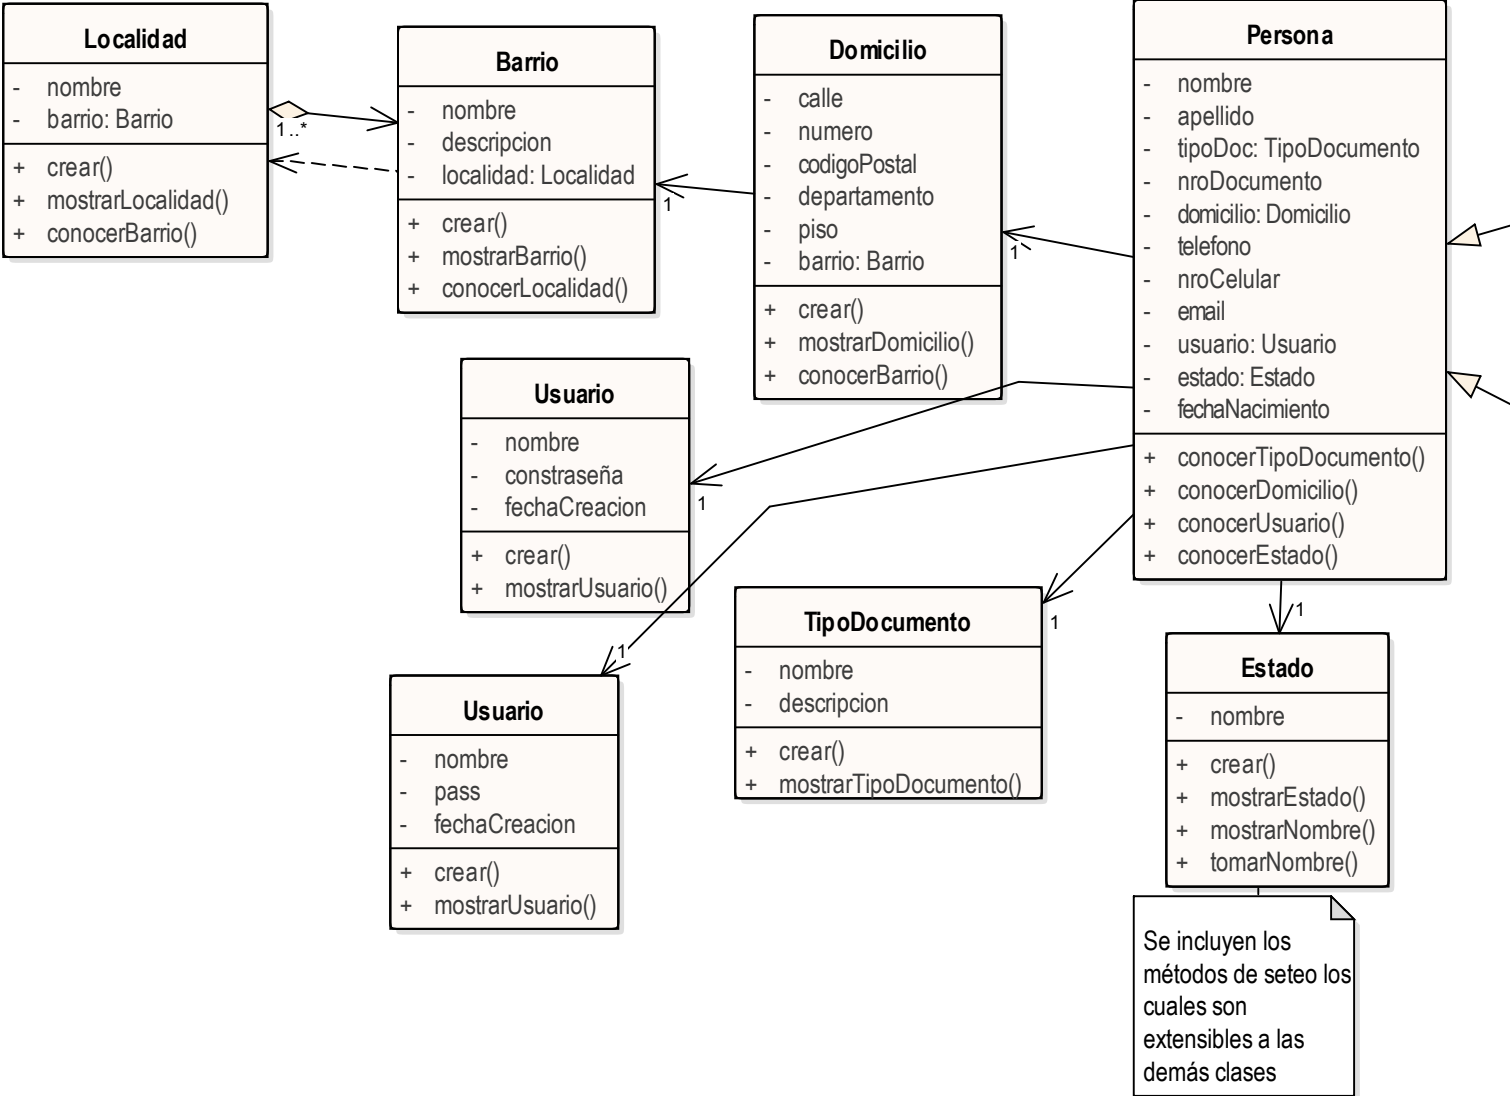 Localidad
- nombre
- barrio: Barrio
+ crear()
+ mostrarLocalidad()
+ conocerBarrio()
1..*
Barrio
- nombre
- descripcion
- localidad: Localidad
+ crear()
+ mostrarBarrio()
+ conocerLocalidad()
1
Domicilio
- calle
- numero
- codigoPostal
- departamento
- piso
- barrio: Barrio
+ crear()
+ mostrarDomicilio()
+ conocerBarrio()
1
Persona
- nombre
- apellido
- tipoDoc: TipoDocumento
- nroDocumento
- domicilio: Domicilio
- telefono
- nroCelular
- email
- usuario: Usuario
- estado: Estado
- fechaNacimiento
+ conocerTipoDocumento()
+ conocerDomicilio()
+ conocerUsuario()
+ conocerEstado()
Usuario
- nombre
- constraseña
- fechaCreacion
+ crear()
+ mostrarUsuario()
1
1
Usuario
- nombre
- pass
- fechaCreacion
+ crear()
+ mostrarUsuario()
TipoDocumento
- nombre
- descripcion
+ crear()
+ mostrarTipoDocumento()
1
1
Estado
- nombre
+ crear()
+ mostrarEstado()
+ mostrarNombre()
+ tomarNombre()
Se incluyen los
métodos de seteo los
cuales son
extensibles a las
demás clases